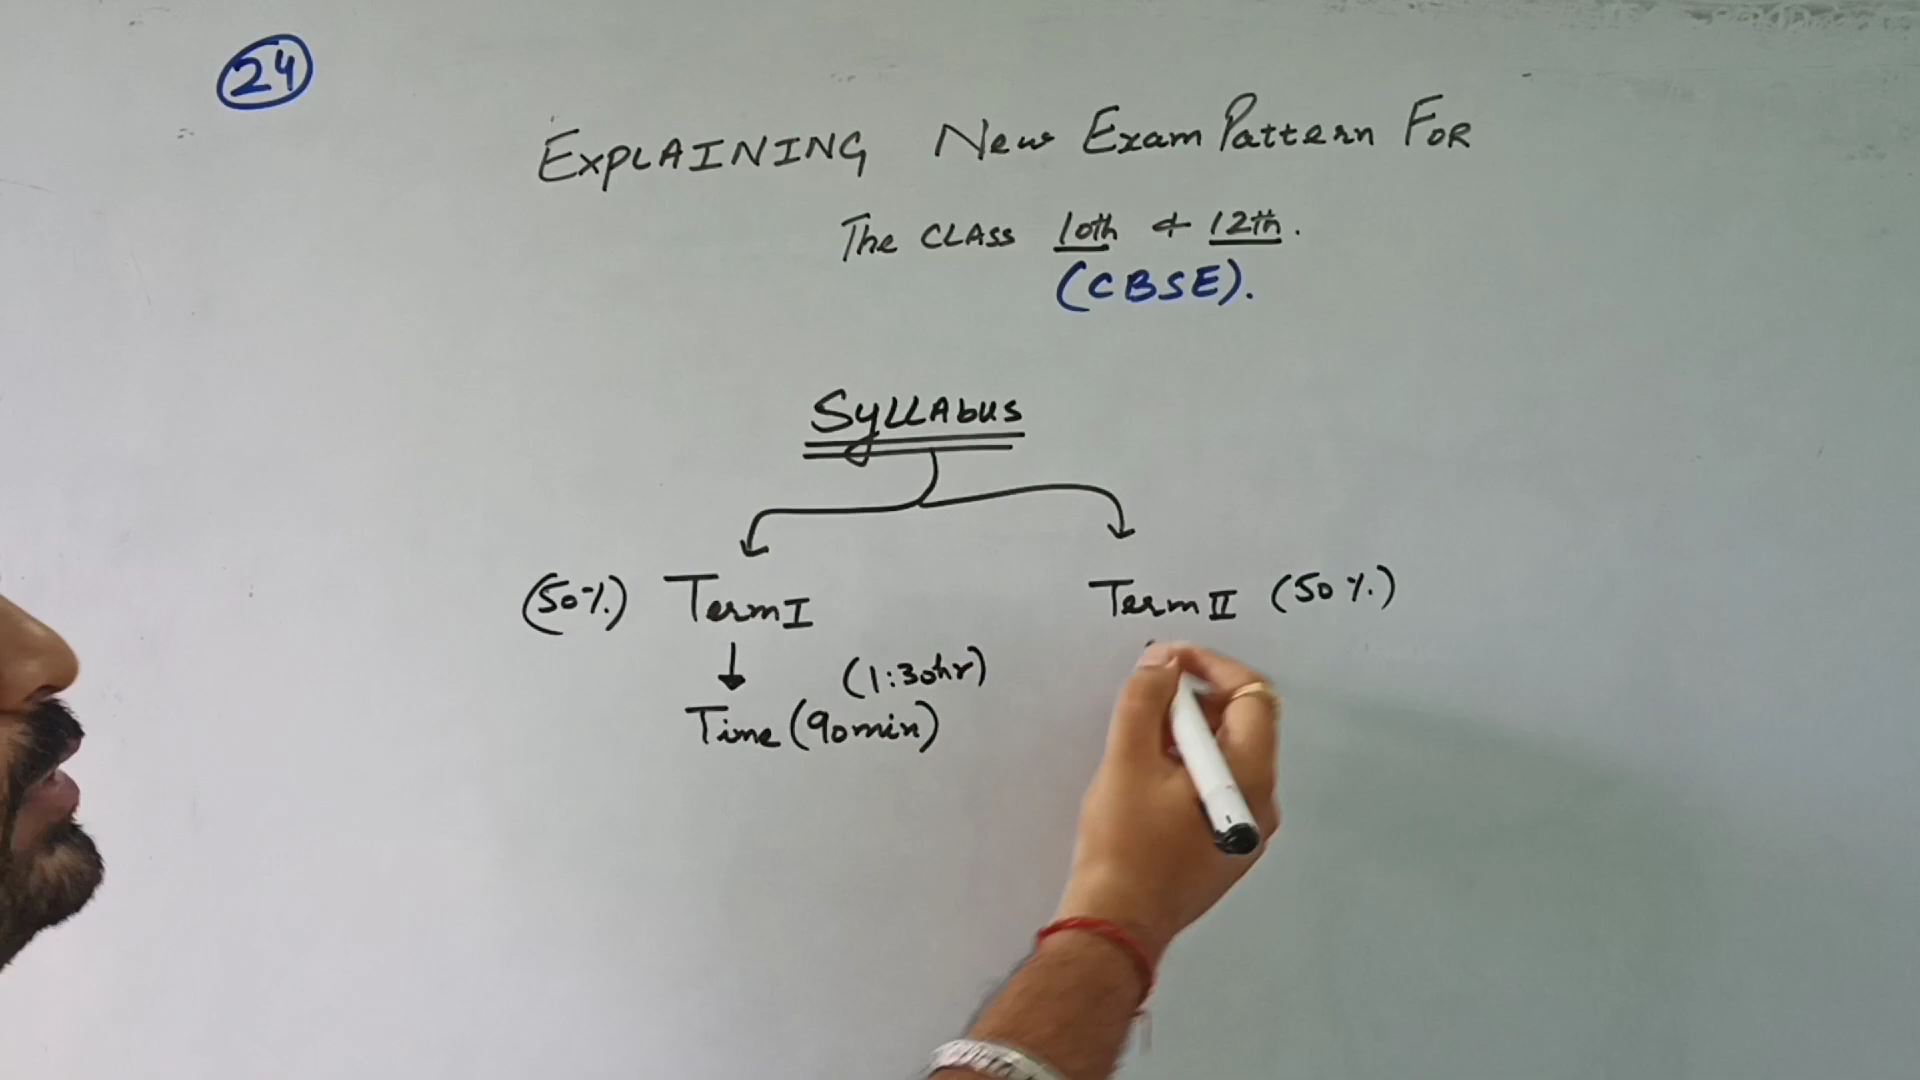 24
EXPLAINING New Exam Pattern FOR
The CLASS 10th & 12th.
(CBSE).
SYLLAbUS
(50%) Term I
Term II (50%)
(1:30hr)
Time (90min)